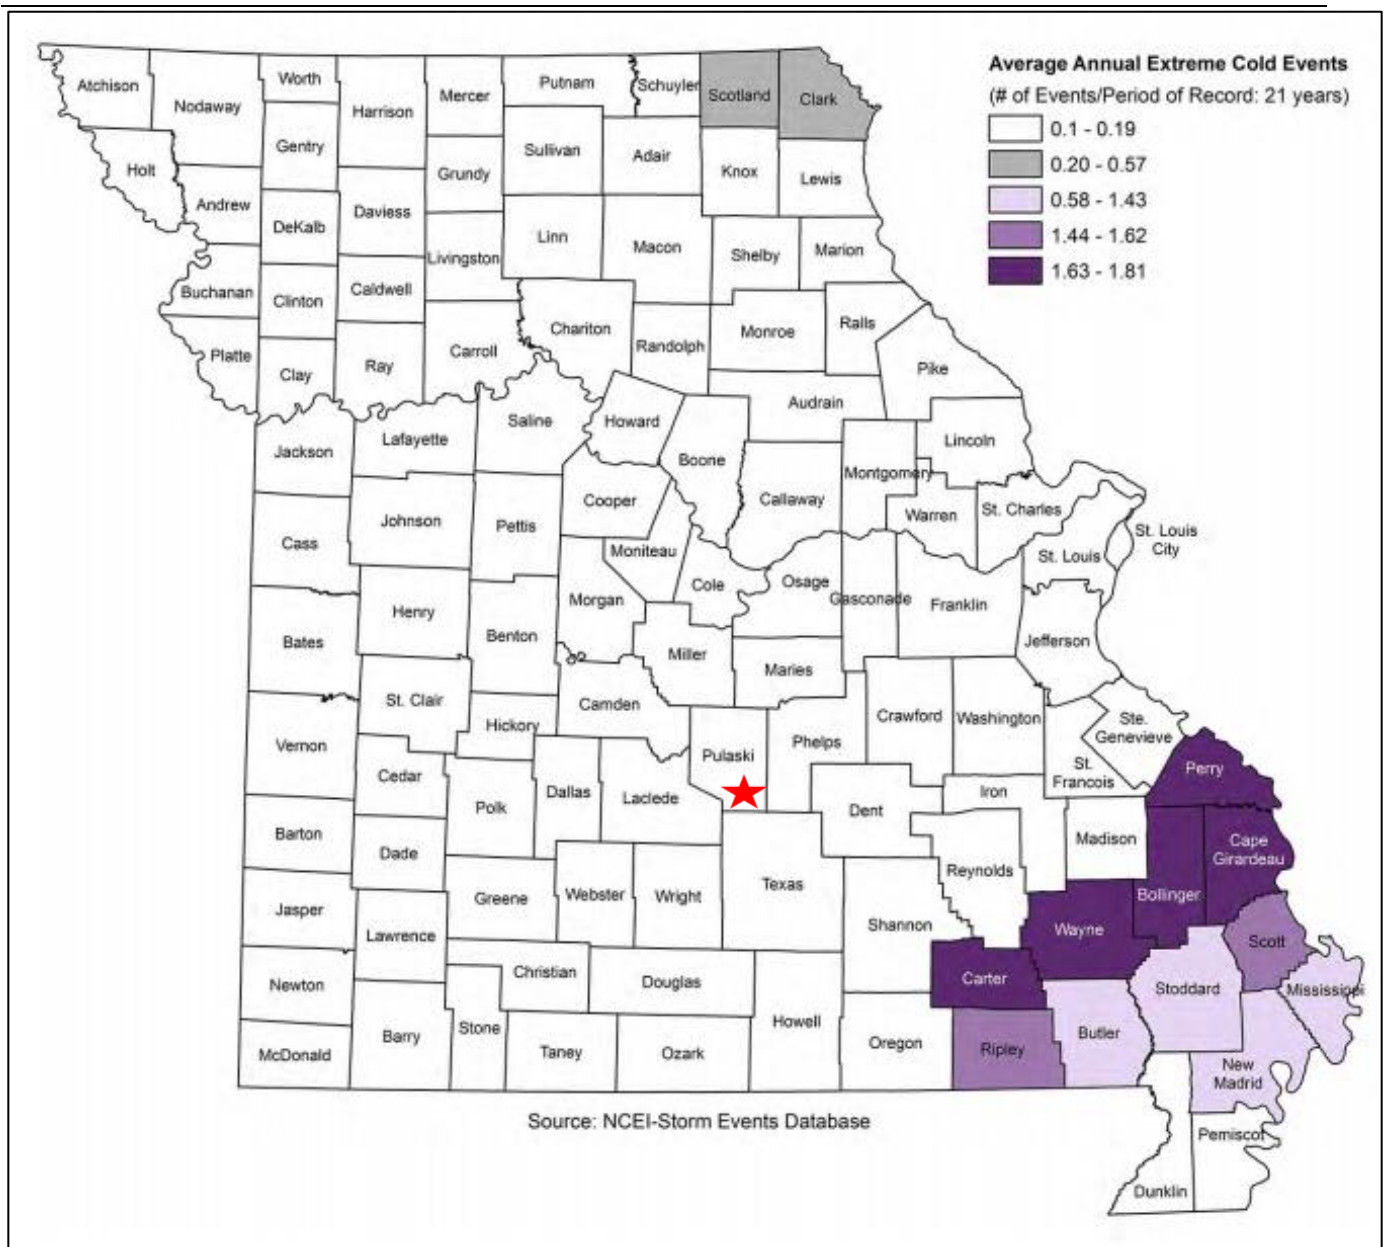 Average Annual Extreme Cold Events
(# of Events/Period of Record: 21 years)
0.1 - 0.19
0.20 - 0.57
0.58 - 1.43
1.44 - 1.62
1.63 - 1.81
Atchison
Nodaway
Worth
Harrison
Mercer
Putnam
Schuyler
Scotland
Clark
Holt
Gentry
Grundy
Sullivan
Adair
Knox
Lewis
Andrew
DeKalb
Daviess
Livingston
Linn
Macon
Shelby
Marion
Buchanan
Clinton
Caldwell
Chariton
Randolph
Monroe
Ralls
Platte
Clay
Ray
Carroll
Pike
Audrain
Jackson
Lafayette
Saline
Howard
Boone
Lincoln
Montgomery
Callaway
Warren
St. Charles
St. Louis
St. Louis
City
Cass
Johnson
Pettis
Cooper
Moniteau
Cole
Osage
Gasconade
Franklin
Jefferson
Bates
Henry
Benton
Morgan
Miller
Maries
St. Clair
Hickory
Camden
Pulaski
Phelps
Crawford
Washington
Ste.
Genevieve
St.
Francois
Perry
Vernon
Cedar
Polk
Dallas
Laclede
Dent
Iron
Madison
Cape
Girardeau
Bollinger
Barton
Dade
Greene
Webster
Wright
Texas
Reynolds
Shannon
Wayne
Scott
Jasper
Lawrence
Christian
Douglas
Carter
Stoddard
Mississippi
Newton
Barry
Stone
Taney
Ozark
Howell
Oregon
Ripley
Butler
New
Madrid
McDonald
Pemiscot
Dunklin
Source: NCEI-Storm Events Database